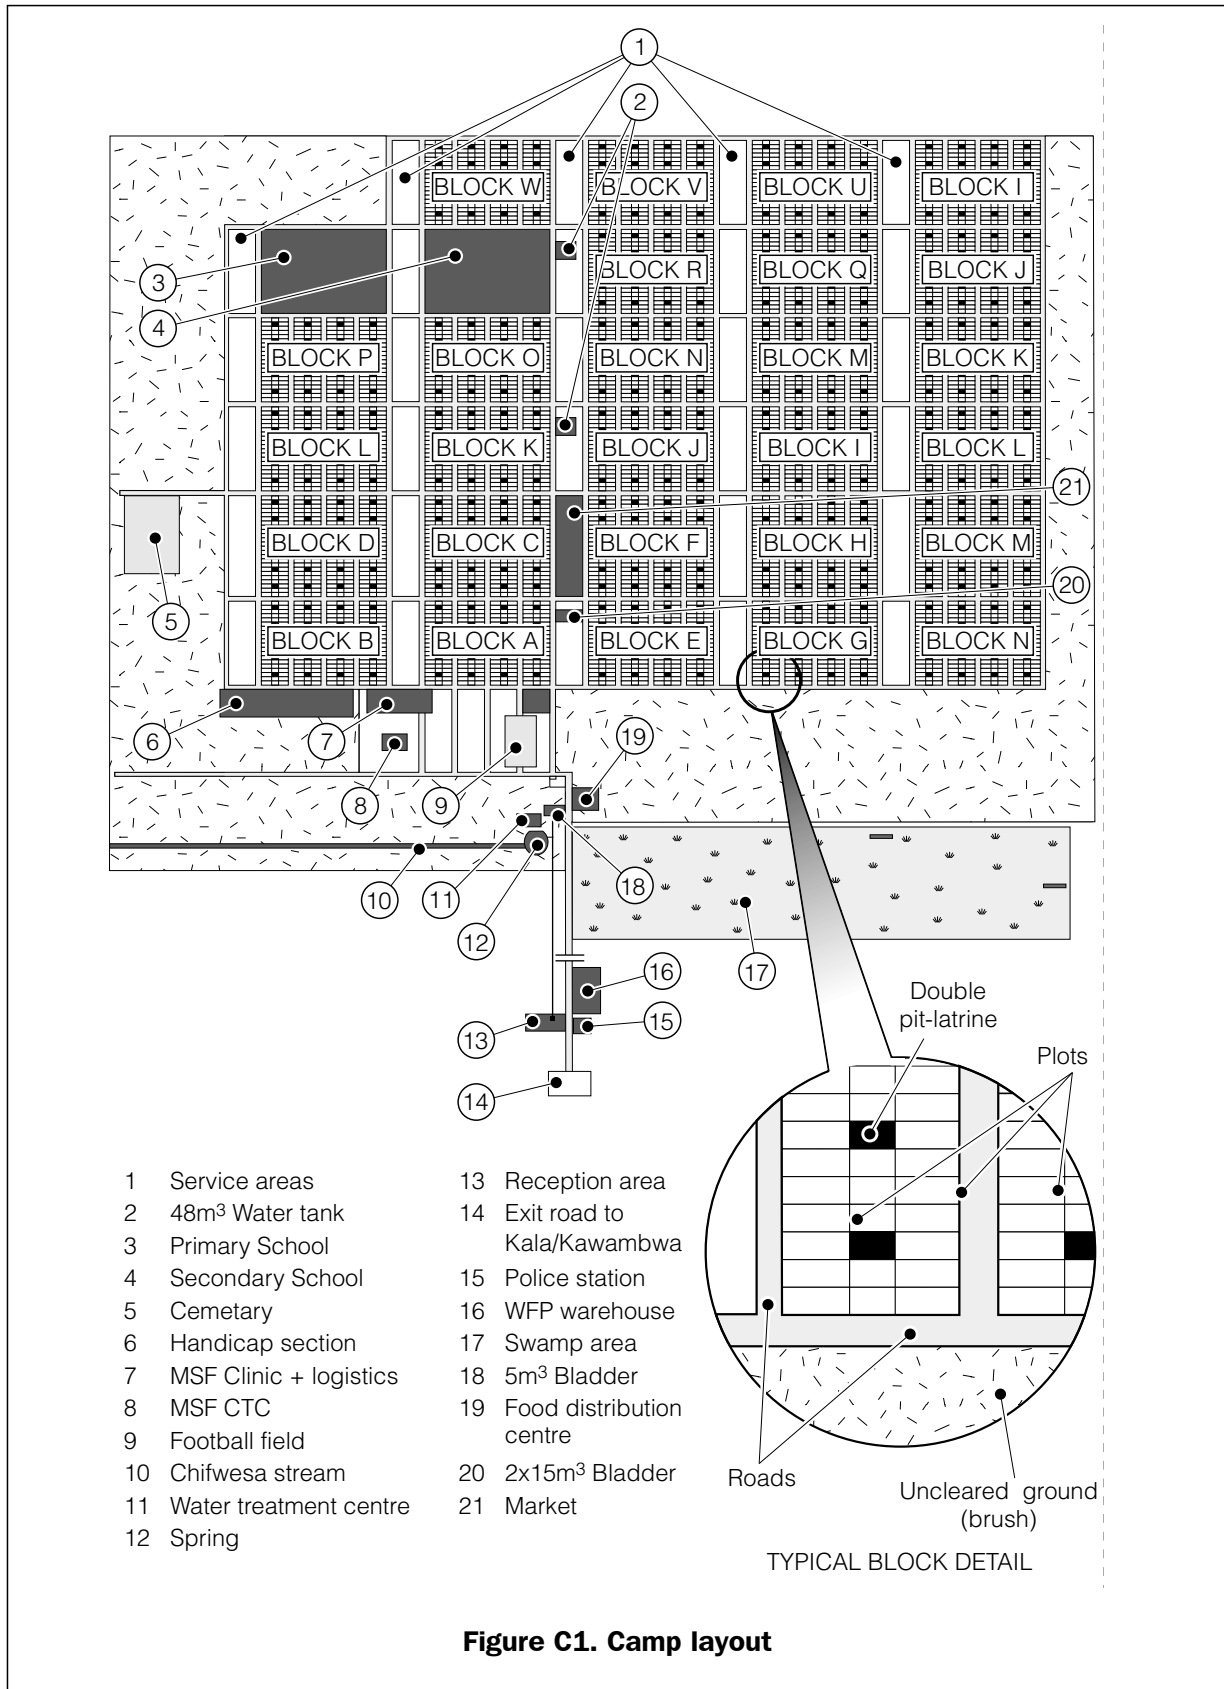 1
2
BLOCK W
BLOCK V
BLOCK U
BLOCK I
3
BLOCK R
BLOCK Q
BLOCK J
4
BLOCK P
BLOCK O
BLOCK N
BLOCK M
BLOCK K
BLOCK L
BLOCK K
BLOCK J
BLOCK I
BLOCK L
21
BLOCK D
BLOCK C
BLOCK F
BLOCK H
BLOCK M
20
5
BLOCK B
BLOCK A
BLOCK E
BLOCK G
BLOCK N
6
7
19
8
9
10
11
18
12
16
17
13
15
14
Double
pit-latrine
Plots
Roads
Uncleared ground
(brush)
TYPICAL BLOCK DETAIL
1 Service areas
2 48m³ Water tank
3 Primary School
4 Secondary School
5 Cemetary
6 Handicap section
7 MSF Clinic + logistics
8 MSF CTC
9 Football field
10 Chifwesa stream
11 Water treatment centre
12 Spring
13 Reception area
14 Exit road to
Kala/Kawambwa
15 Police station
16 WFP warehouse
17 Swamp area
18 5m³ Bladder
19 Food distribution
centre
20 2x15m³ Bladder
21 Market
Figure C1. Camp layout